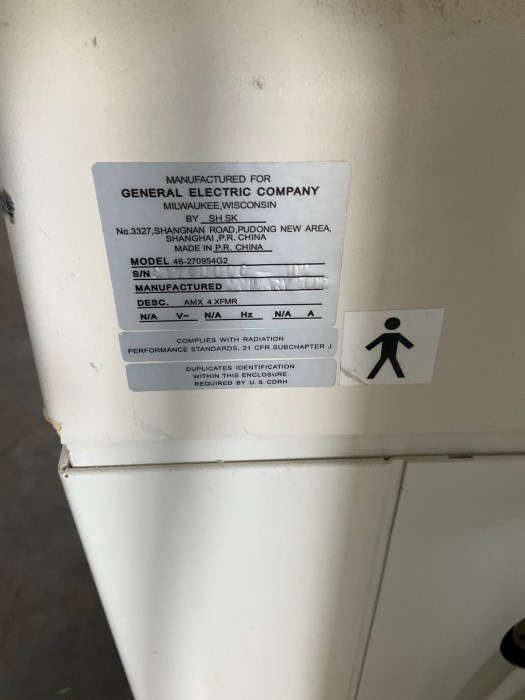 MANUFACTURED FOR
GENERAL ELECTRIC COMPANY
MILWAUKEE,WISCONSIN
BY SH SK
No.3327,SHANGNAN ROAD,PUDONG NEW AREA,
SHANGHAI ,P.R. CHINA
MADE IN P.R. CHINA
MODEL 46-270954G2
S/N
MANUFACTURED JANUARY
DESC. AMX 4 XFMR
N/A V~ N/A Hz N/A A
COMPLIES WITH RADIATION
PERFORMANCE STANDARDS, 21 CFR SUBCHAPTER J
DUPLICATES IDENTIFICATION
WITHIN THIS ENCLOSURE.
REQUIRED BY U.S. CDRH